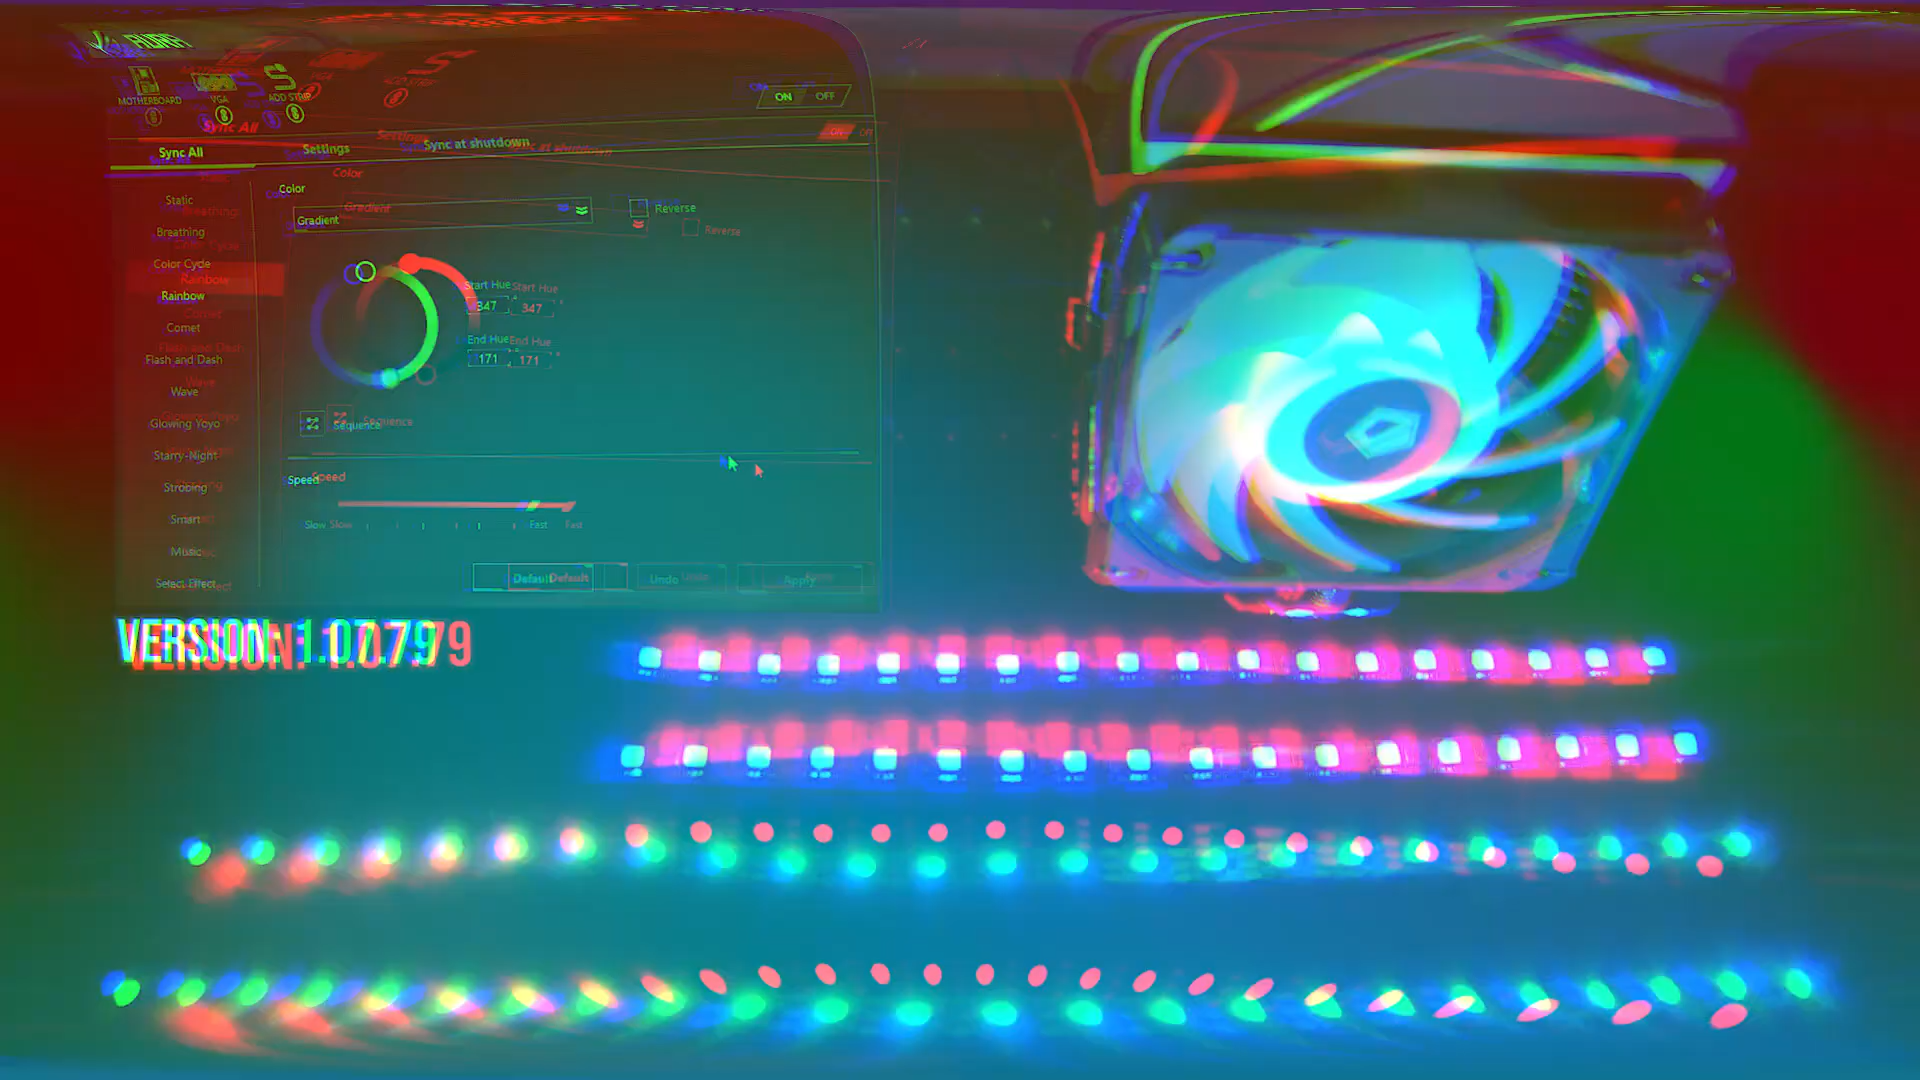 AURA
MOTHERBOARD VGA ADD STRIP
ON OFF
Sync All Settings Sync at shutdown
Color
Static
Gradient Reverse
Breathing
Color Cycle
Start Hue
Rainbow 347
Comet
End Hue
Flash and Dash 171
Wave
Glowing Yoyo Sequence
Starry-Night
Speed
Strobing
Smart Slow Fast
Music
Select Effect Default Undo Apply
VERSION: 1.07.79